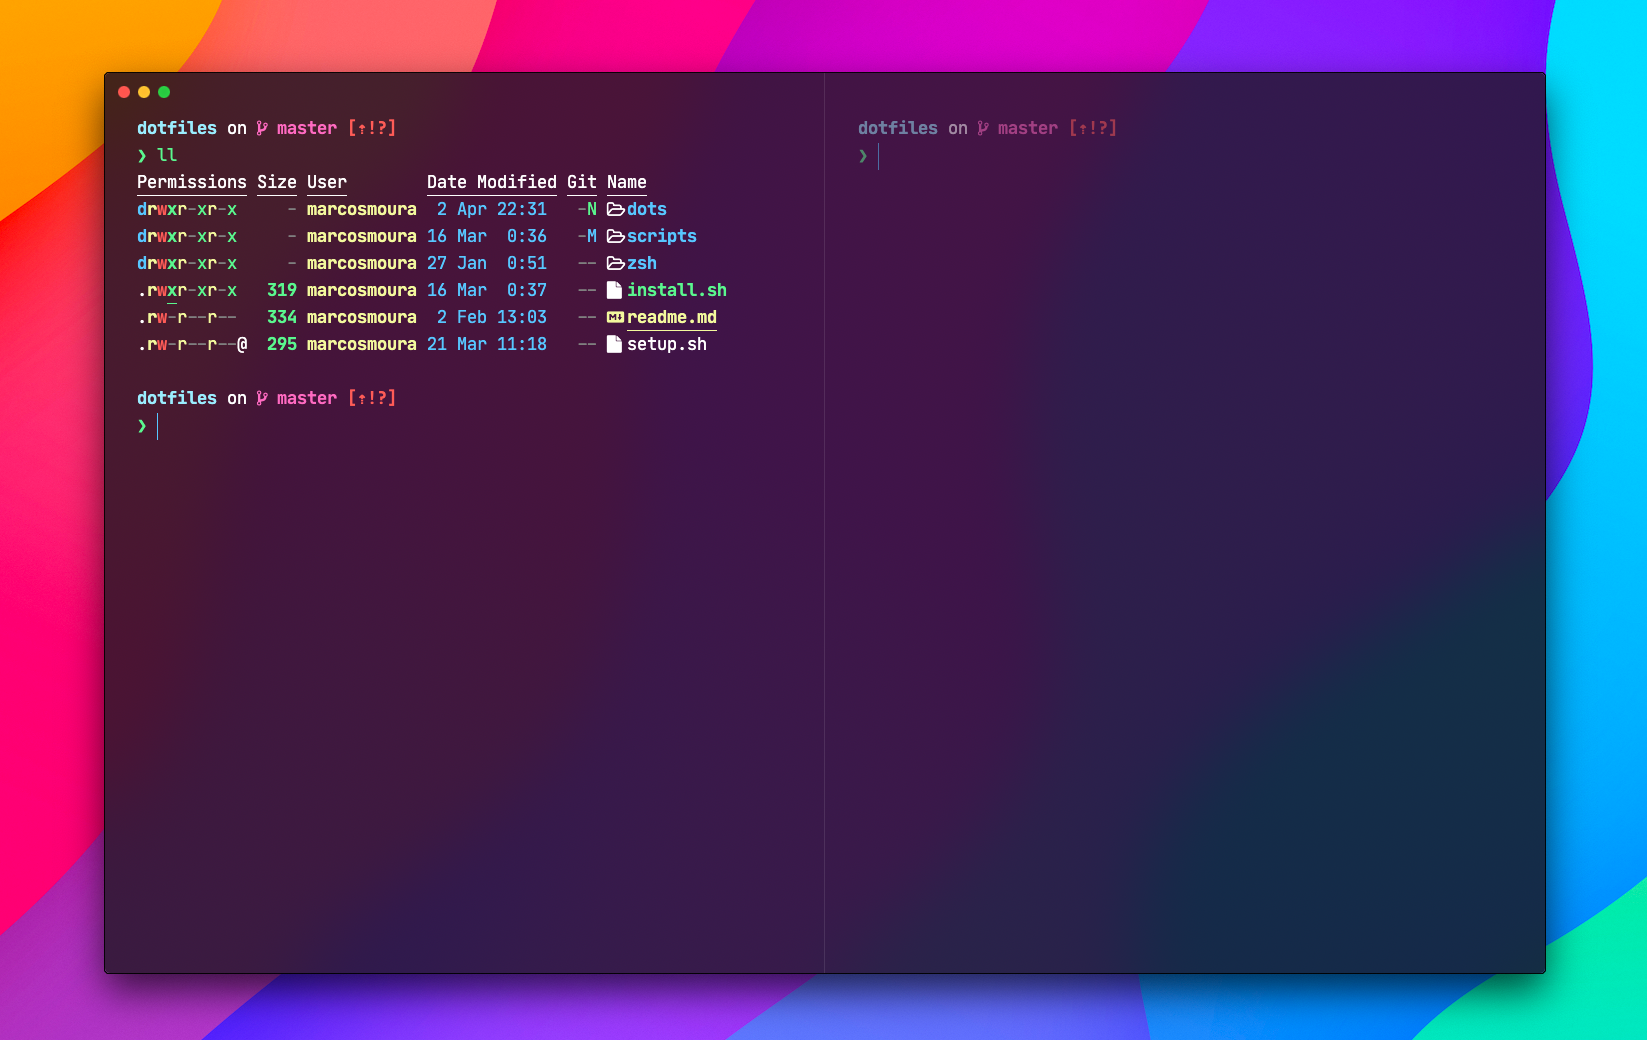 dotfiles on master [↑!?]
❯ ll
Permissions Size User Date Modified Git Name
drwxr-xr-x - marcosmoura 2 Apr 22:31 -N dots
drwxr-xr-x - marcosmoura 16 Mar 0:36 -M scripts
drwxr-xr-x - marcosmoura 27 Jan 0:51 -- zsh
.rwxr-xr-x 319 marcosmoura 16 Mar 0:37 -- install.sh
.rw-r--r-- 334 marcosmoura 2 Feb 13:03 -- readme.md
.rw-r--r--@ 295 marcosmoura 21 Mar 11:18 -- setup.sh
dotfiles on master [↑!?]
❯
dotfiles on master [↑!?]
❯